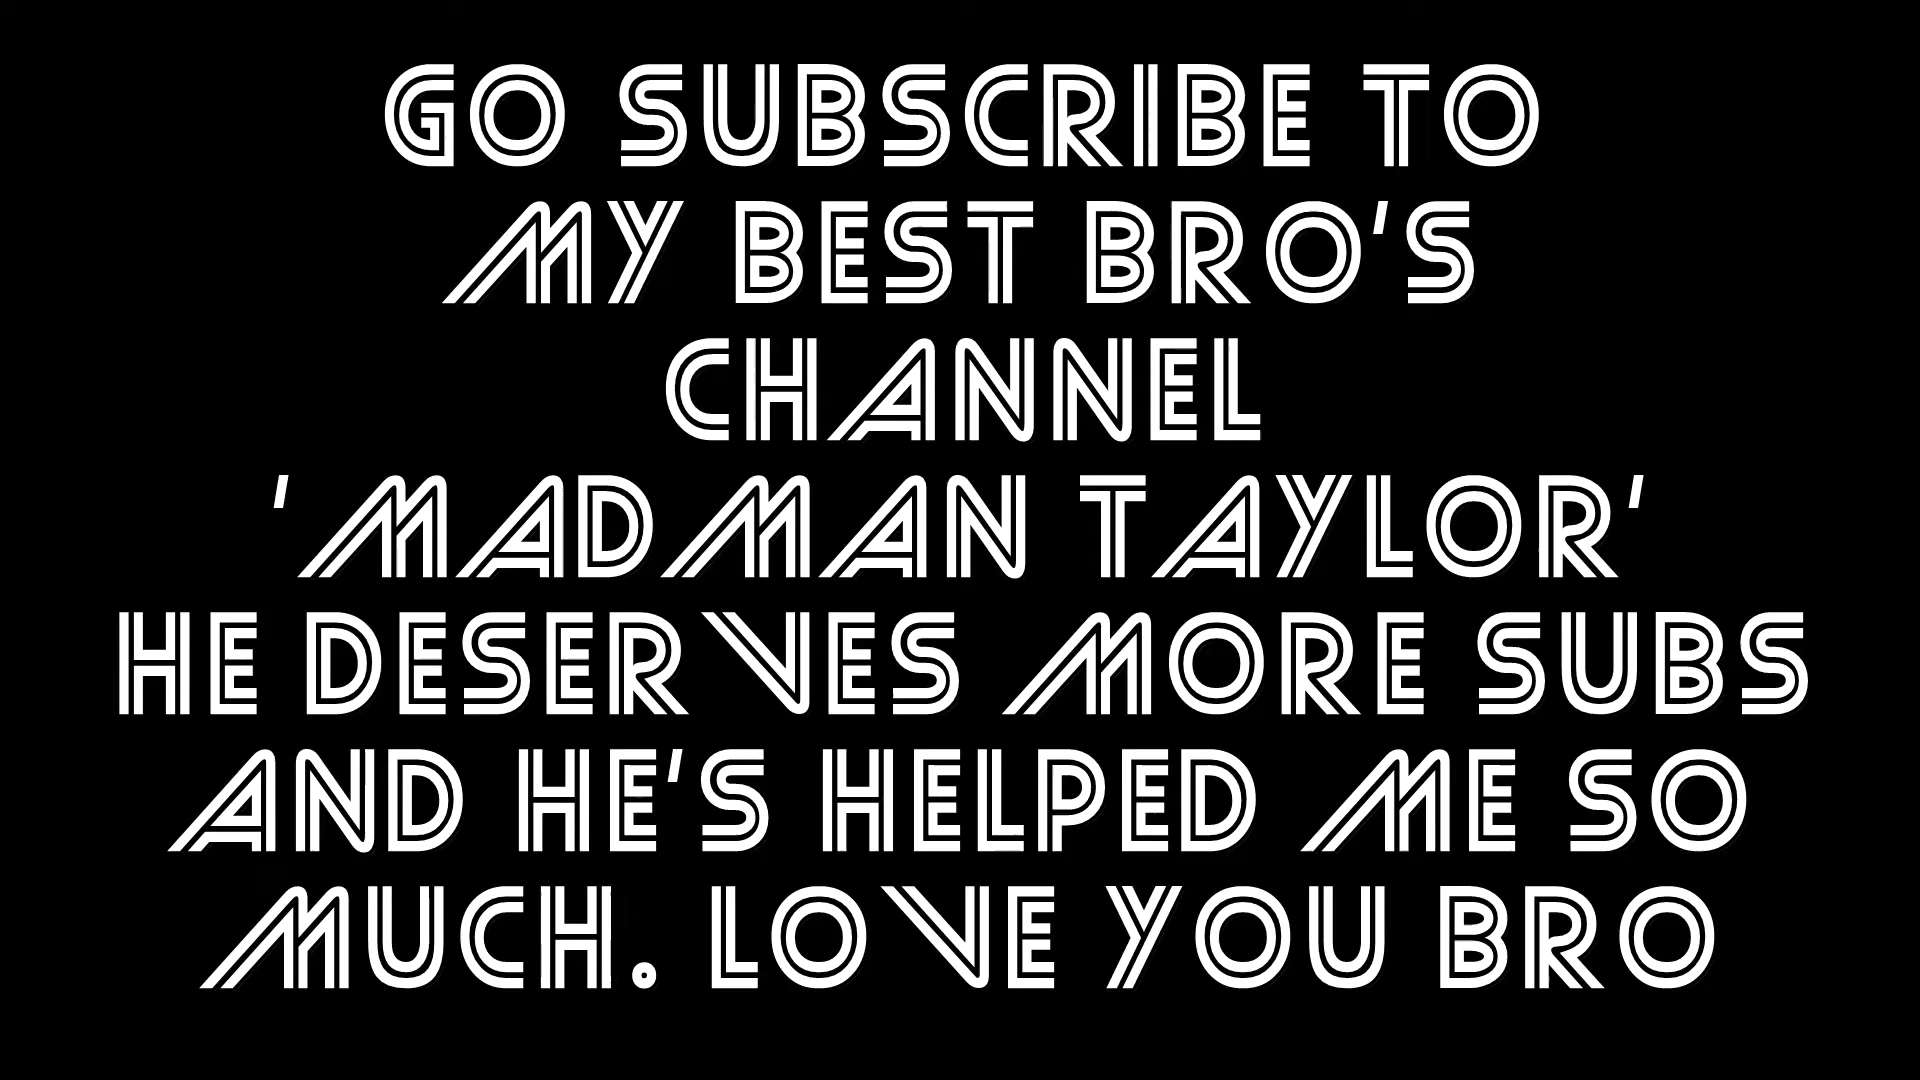 GO SUBSCRIBE TO
MY BEST BRO'S
CHANNEL
'MADMAN TAYLOR'
HE DESERVES MORE SUBS
AND HE'S HELPED ME SO
MUCH. LOVE YOU BRO